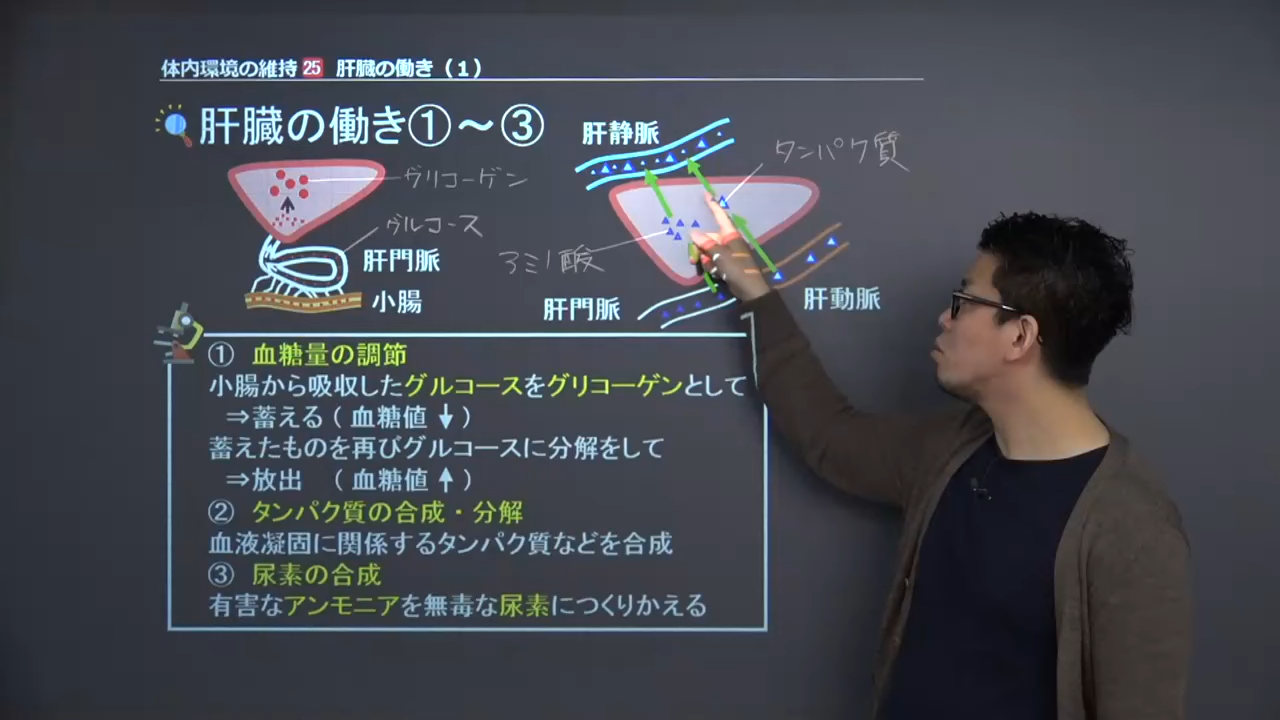 体内環境の維持 25 肝臓の働き（1）
肝臓の働き①～③
グリコーゲン
グルコース
肝門脈
小腸
肝静脈
タンパク質
アミノ酸
肝門脈
肝動脈
① 血糖量の調節
小腸から吸収したグルコースをグリコーゲンとして
⇒蓄える（血糖値↓）
蓄えたものを再びグルコースに分解をして
⇒放出 （血糖値↑）
② タンパク質の合成・分解
血液凝固に関係するタンパク質などを合成
③ 尿素の合成
有害なアンモニアを無毒な尿素につくりかえる